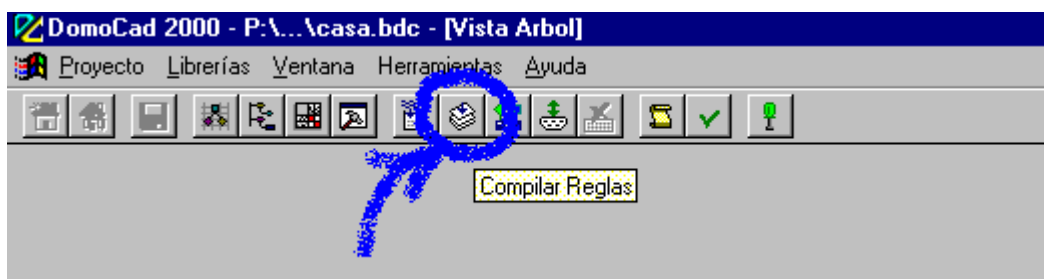 DomoCad 2000 - P:\...\casa.bdc - [Vista Arbol]
Proyecto Librerías Ventana Herramientas Ayuda
Compilar Reglas